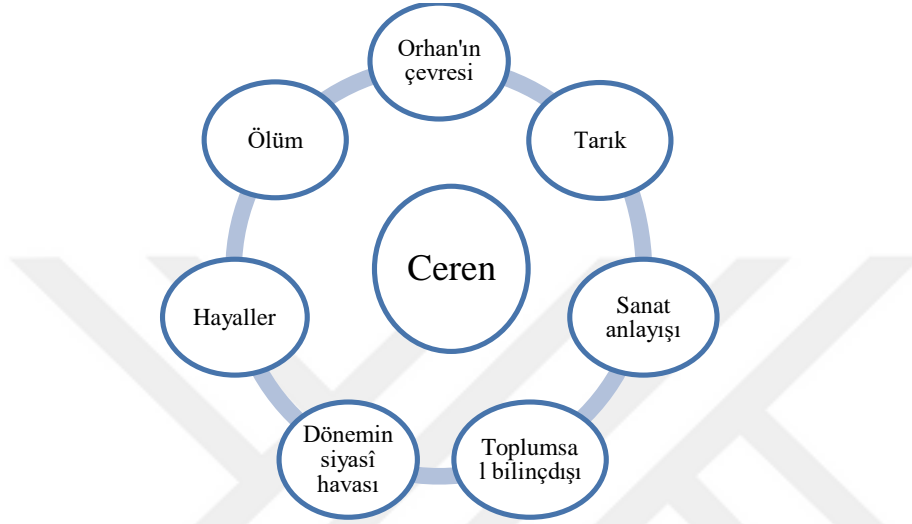 Orhan'ın
çevresi
Tarık
Sanat
anlayışı
Toplumsa
l bilinçdışı
Dönemin
siyasî
havası
Hayaller
Ölüm
Ceren